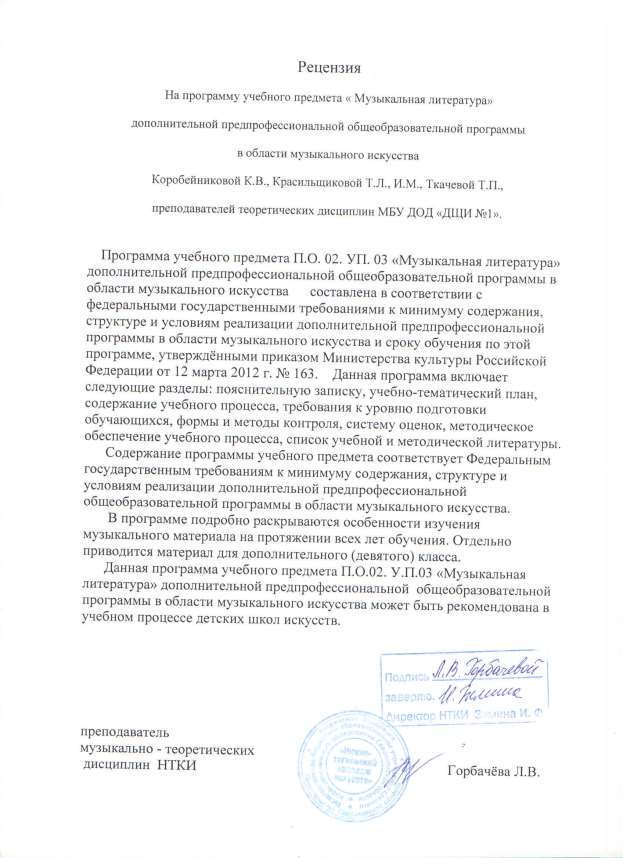 Рецензия
На программу учебного предмета « Музыкальная литература»
дополнительной предпрофессиональной общеобразовательной программы
в области музыкального искусства
Коробейниковой К.В., Красильщиковой Т.Л., И.М., Ткачевой Т.П.,
преподавателей теоретических дисциплин МБУ ДОД «ДЩИ №1».
Программа учебного предмета П.О. 02. УП. 03 «Музыкальная литература»
дополнительной предпрофессиональной общеобразовательной программы в
области музыкального искусства составлена в соответствии с
федеральными государственными требованиями к минимуму содержания,
структуре и условиям реализации дополнительной предпрофессиональной
программы в области музыкального искусства и сроку обучения по этой
программе, утверждёнными приказом Министерства культуры Российской
Федерации от 12 марта 2012 г. № 163. Данная программа включает
следующие разделы: пояснительную записку, учебно-тематический план,
содержание учебного процесса, требования к уровню подготовки
обучающихся, формы и методы контроля, систему оценок, методическое
обеспечение учебного процесса, список учебной и методической литературы.
Содержание программы учебного предмета соответствует Федеральным
государственным требованиям к минимуму содержания, структуре и
условиям реализации дополнительной предпрофессиональной
общеобразовательной программы в области музыкального искусства.
В программе подробно раскрываются особенности изучения
музыкального материала на протяжении всех лет обучения. Отдельно
приводится материал для дополнительного (девятого) класса.
Данная программа учебного предмета П.О.02. У.П.03 «Музыкальная
литература» дополнительной предпрофессиональной общеобразовательной
программы в области музыкального искусства может быть рекомендована в
учебном процессе детских школ искусств.
Подпись Л.В. Горбачевой
заверяю.
Директор НТКИ И. Ф
преподаватель
музыкально - теоретических
дисциплин НТКИ
Горбачёва Л.В.